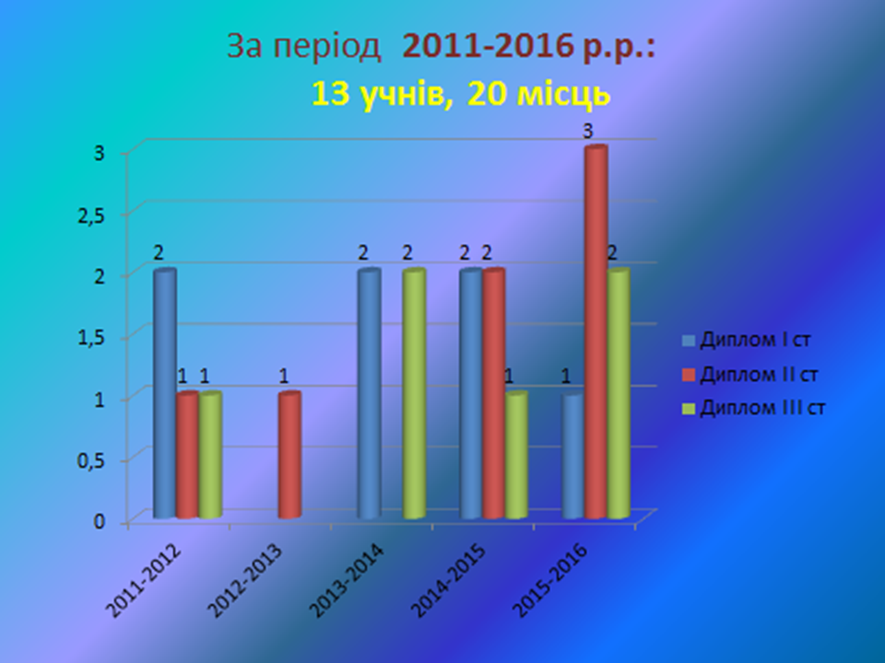 За період 2011-2016 р.р.:
13 учнів, 20 місць
3
3
2,5
2 2 2 2 2 2
2
1,5
1 1 1 1 1
1
0,5
0
Диплом І ст
Диплом ІІ ст
Диплом ІІІ ст
2011-2012
2012-2013
2013-2014
2014-2015
2015-2016